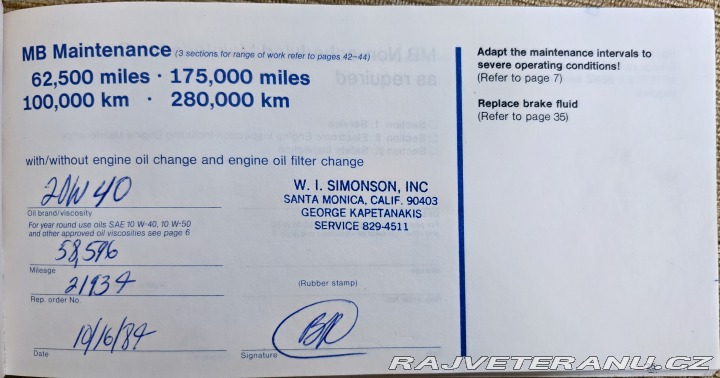 MB Maintenance (3 sections for range of work refer to pages 42–44)
62,500 miles · 175,000 miles
100,000 km · 280,000 km
with/without engine oil change and engine oil filter change
20W40
Oil brand/viscosity
For year round use oils SAE 10 W-40, 10 W-50
and other approved oil viscosities see page 6
58,596
Mileage
21934
Rep. order No.
10/16/84
Date
W. I. SIMONSON, INC
SANTA MONICA, CALIF. 90403
GEORGE KAPETANAKIS
SERVICE 829-4511
(Rubber stamp)
Signature
Adapt the maintenance intervals to
severe operating conditions!
(Refer to page 7)
Replace brake fluid
(Refer to page 35)
RAJVETERANU.CZ